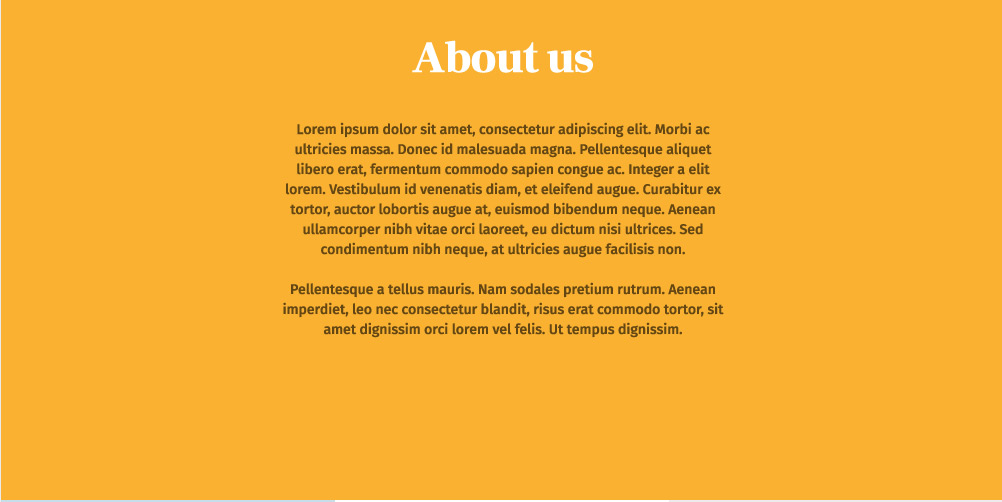 About us
Lorem ipsum dolor sit amet, consectetur adipiscing elit. Morbi ac
ultricies massa. Donec id malesuada magna. Pellentesque aliquet
libero erat, fermentum commodo sapien congue ac. Integer a elit
lorem. Vestibulum id venenatis diam, et eleifend augue. Curabitur ex
tortor, auctor lobortis augue at, euismod bibendum neque. Aenean
ullamcorper nibh vitae orci laoreet, eu dictum nisi ultrices. Sed
condimentum nibh neque, at ultricies augue facilisis non.
Pellentesque a tellus mauris. Nam sodales pretium rutrum. Aenean
imperdiet, leo nec consectetur blandit, risus erat commodo tortor, sit
amet dignissim orci lorem vel felis. Ut tempus dignissim.